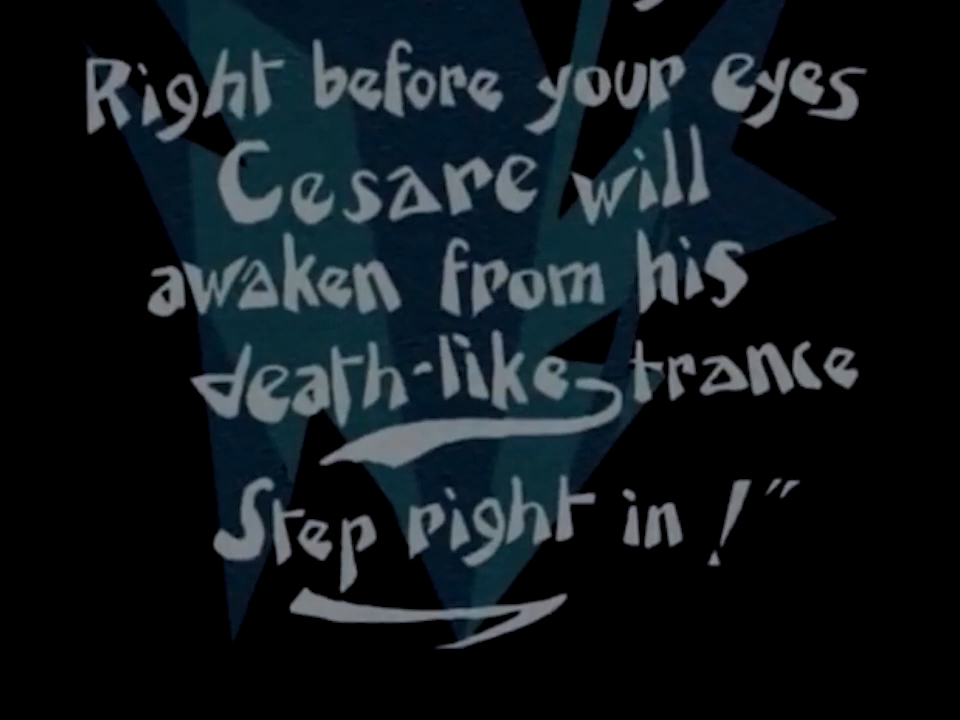 Right before your eyes
Cesare will
awaken from his
death-like trance
Step right in!"